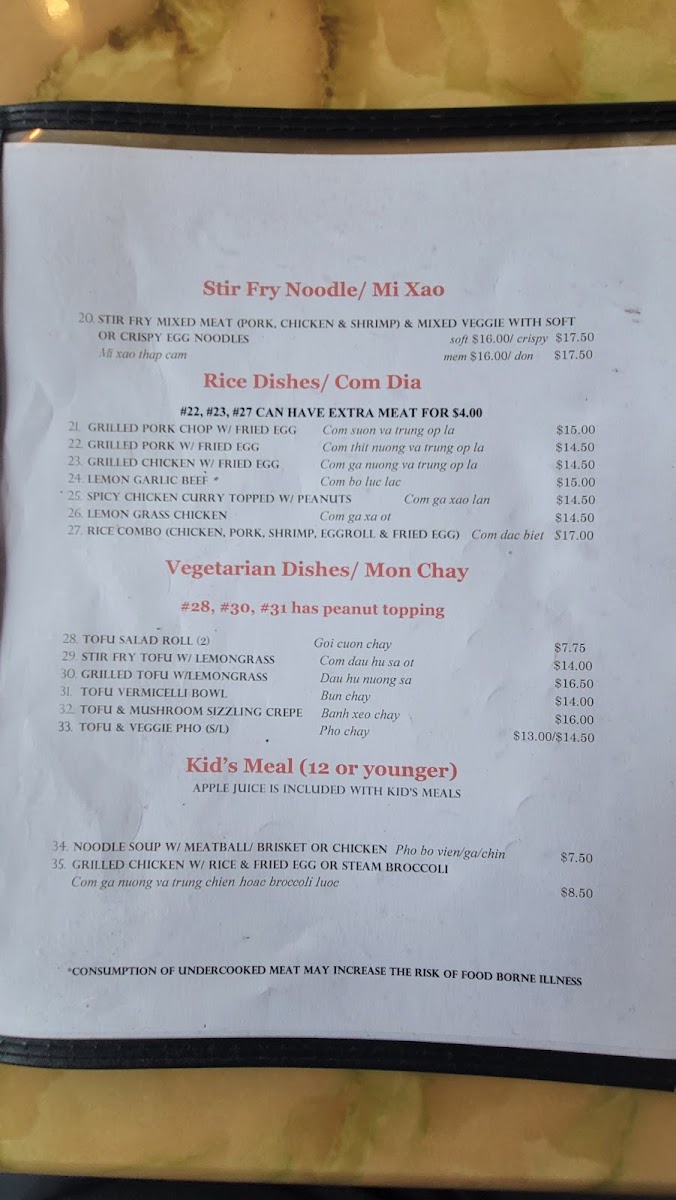 Stir Fry Noodle/ Mi Xao
20. STIR FRY MIXED MEAT (PORK, CHICKEN & SHRIMP) & MIXED VEGGIE WITH SOFT
OR CRISPY EGG NOODLES soft $16.00/ crispy $17.50
Mi xao thap cam mem $16.00/ don $17.50
Rice Dishes/ Com Dia
#22, #23, #27 CAN HAVE EXTRA MEAT FOR $4.00
21. GRILLED PORK CHOP W/ FRIED EGG Com suon va trung op la $15.00
22. GRILLED PORK W/ FRIED EGG Com thit nuong va trung op la $14.50
23. GRILLED CHICKEN W/ FRIED EGG Com ga nuong va trung op la $14.50
24. LEMON GARLIC BEEF * Com bo luc lac $15.00
25. SPICY CHICKEN CURRY TOPPED W/ PEANUTS Com ga xao lan $14.50
26. LEMON GRASS CHICKEN Com ga xa ot $14.50
27. RICE COMBO (CHICKEN, PORK, SHRIMP, EGGROLL & FRIED EGG) Com dac biet $17.00
Vegetarian Dishes/ Mon Chay
#28, #30, #31 has peanut topping
28. TOFU SALAD ROLL (2) Goi cuon chay $7.75
29. STIR FRY TOFU W/ LEMONGRASS Com dau hu sa ot $14.00
30. GRILLED TOFU W/LEMONGRASS Dau hu nuong sa $16.50
31. TOFU VERMICELLI BOWL Bun chay $14.00
32. TOFU & MUSHROOM SIZZLING CREPE Banh xeo chay $16.00
33. TOFU & VEGGIE PHO (S/L) Pho chay $13.00/$14.50
Kid's Meal (12 or younger)
APPLE JUICE IS INCLUDED WITH KID'S MEALS
34. NOODLE SOUP W/ MEATBALL/ BRISKET OR CHICKEN Pho bo vien/ga/chin $7.50
35. GRILLED CHICKEN W/ RICE & FRIED EGG OR STEAM BROCCOLI
Com ga nuong va trung chien hoac broccoli luoc $8.50
*CONSUMPTION OF UNDERCOOKED MEAT MAY INCREASE THE RISK OF FOOD BORNE ILLNESS